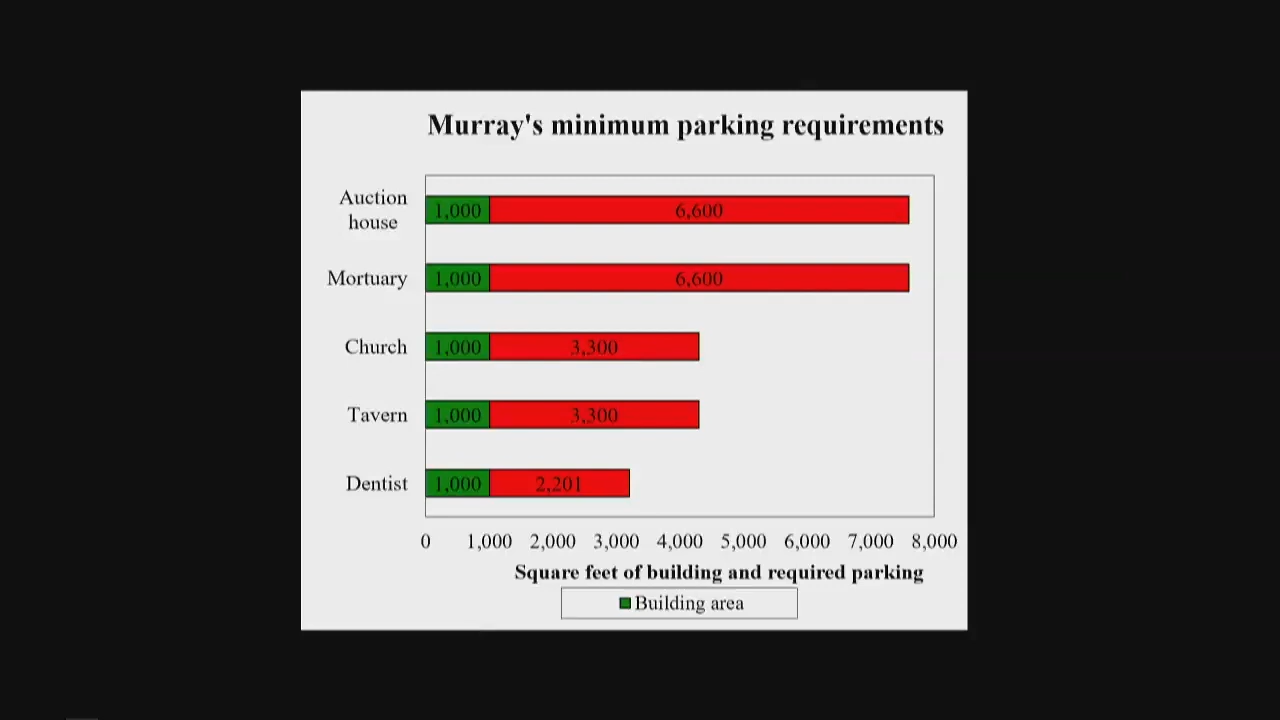 Murray's minimum parking requirements
Auction
house
1,000 6,600
Mortuary 1,000 6,600
Church 1,000 3,300
Tavern 1,000 3,300
Dentist 1,000 2,201
0 1,000 2,000 3,000 4,000 5,000 6,000 7,000 8,000
Square feet of building and required parking
Building area